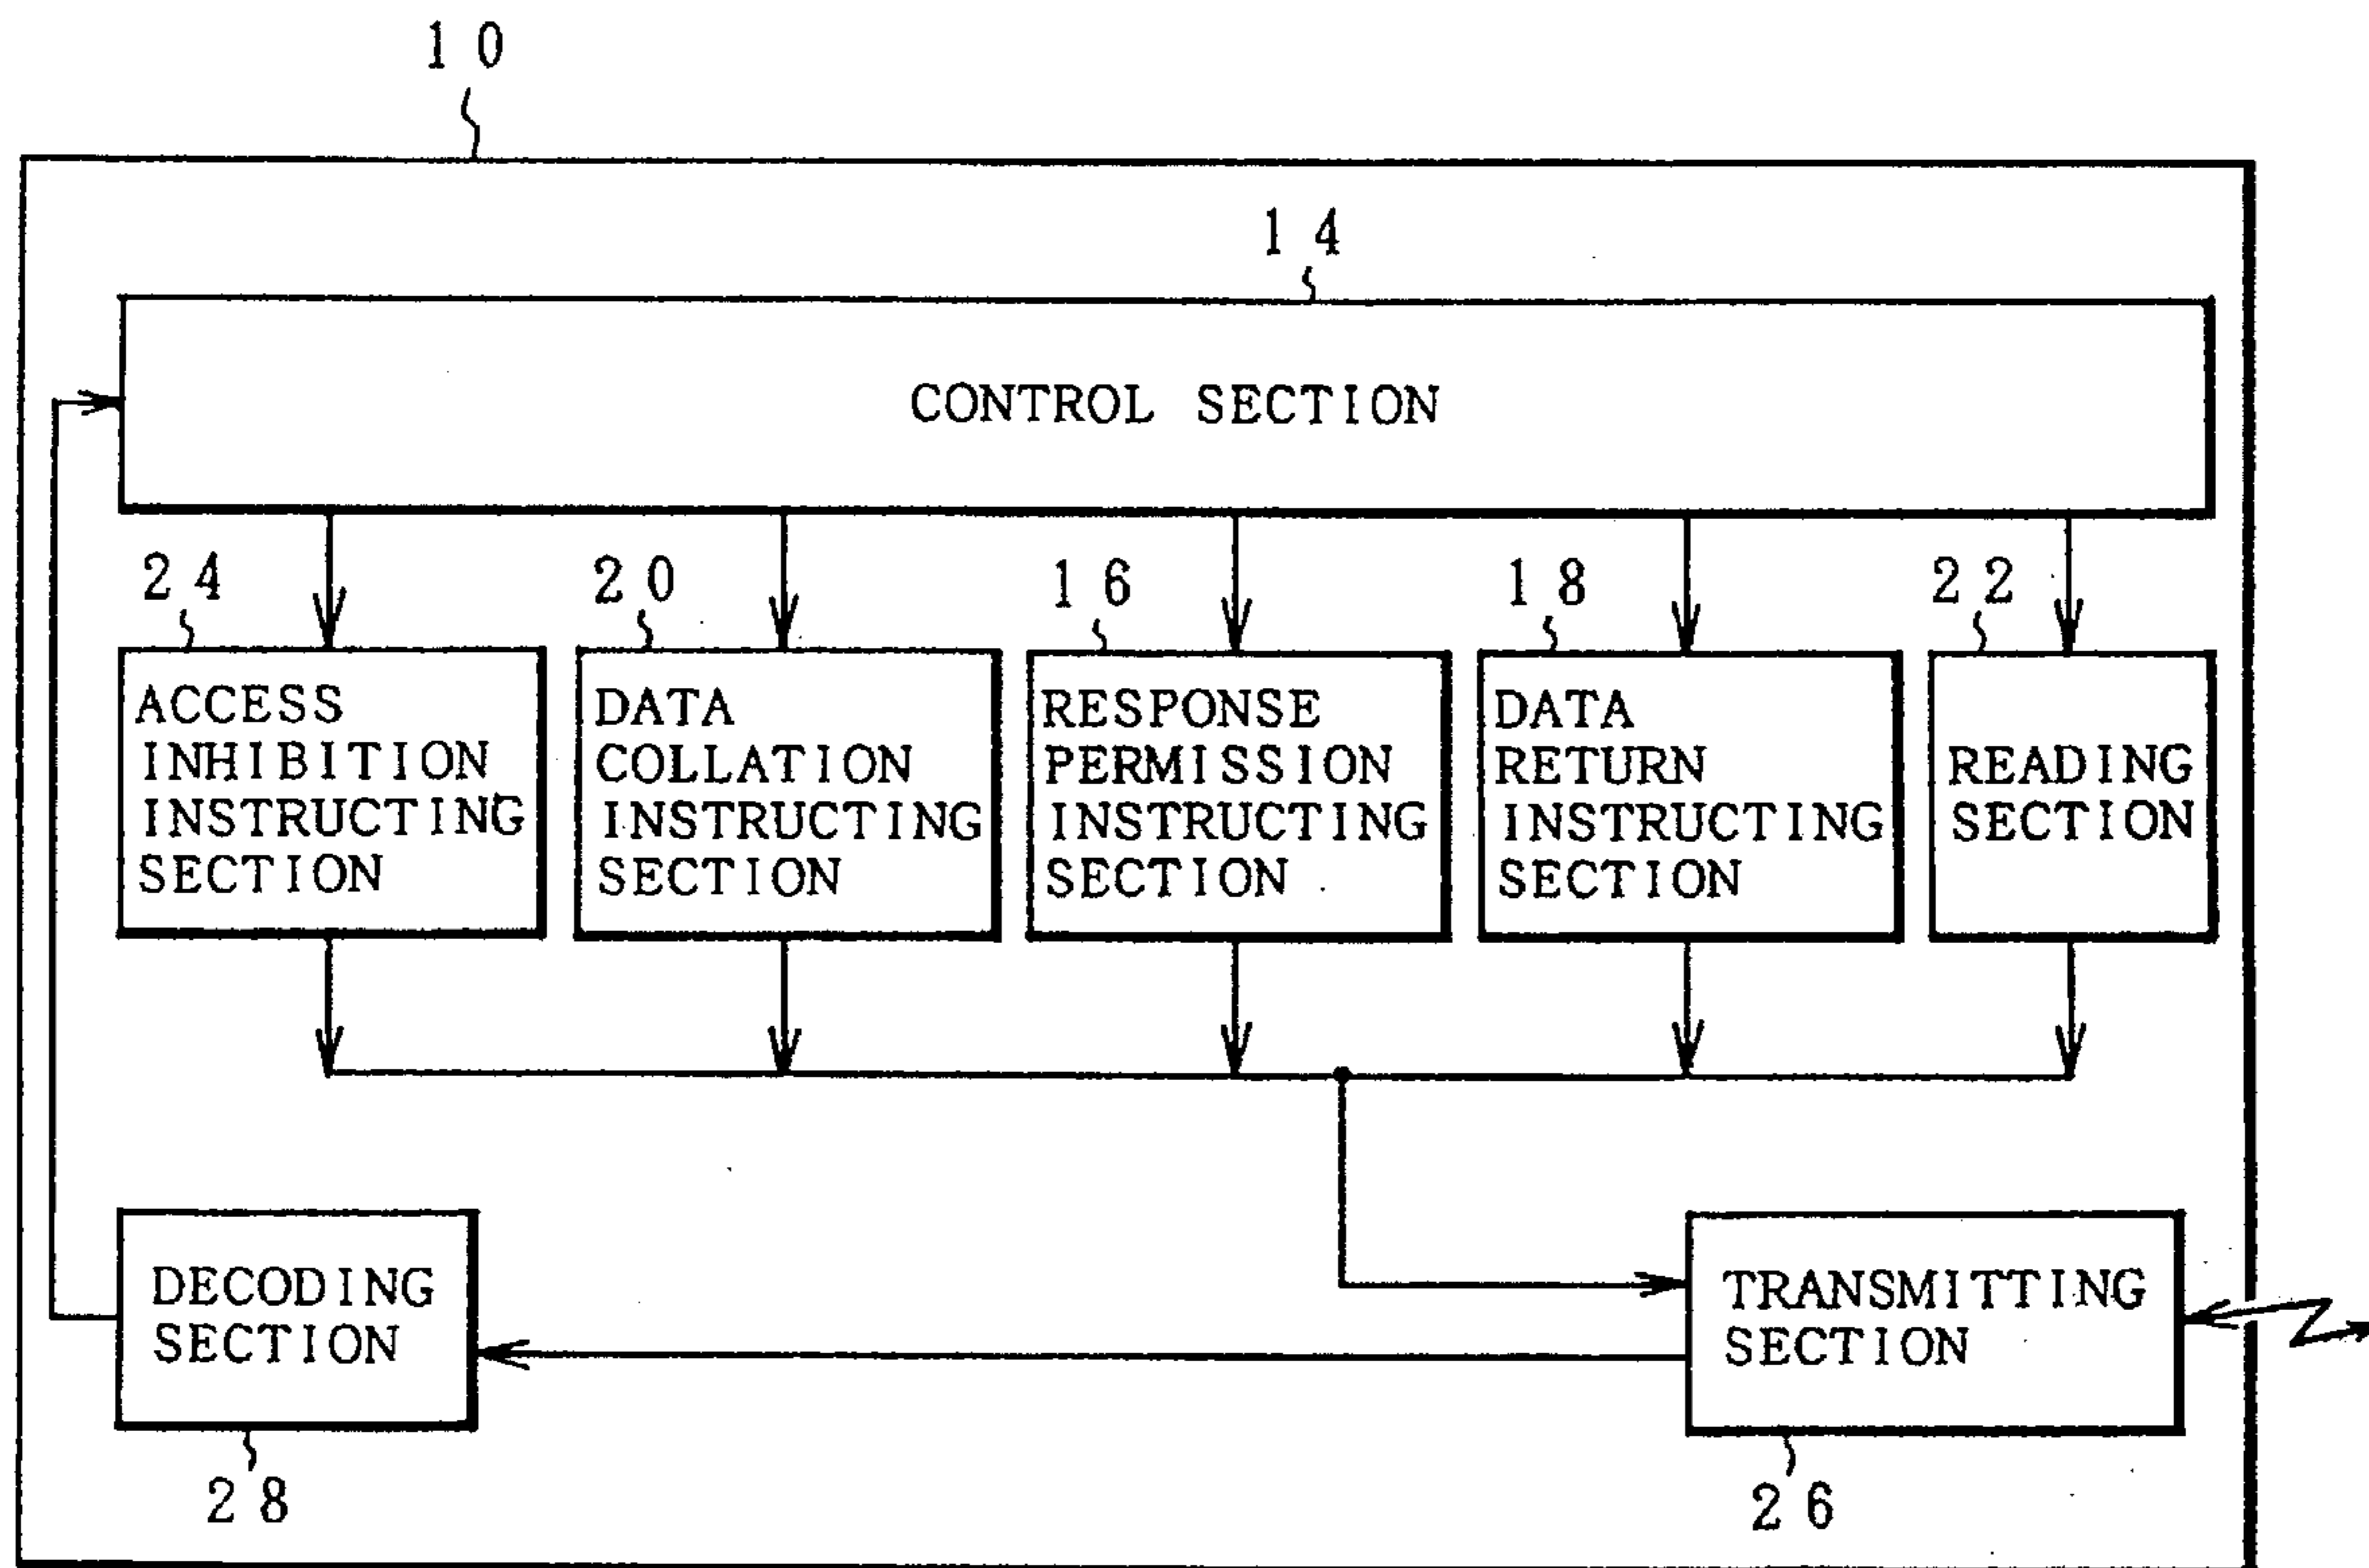 10
14
CONTROL SECTION
24
20
16
18
22
ACCESS
INHIBITION
INSTRUCTING
SECTION
DATA
COLLATION
INSTRUCTING
SECTION
RESPONSE
PERMISSION
INSTRUCTING
SECTION
DATA
RETURN
INSTRUCTING
SECTION
READING
SECTION
DECODING
SECTION
TRANSMITTING
SECTION
28
26